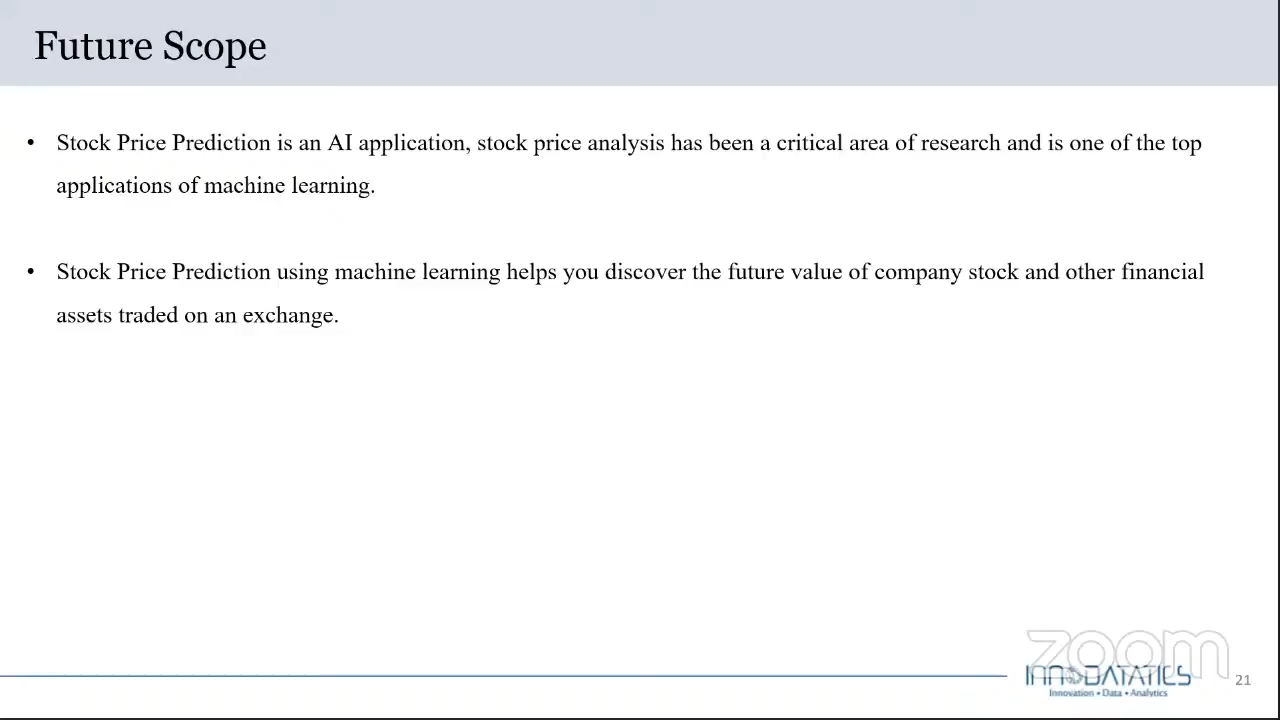 Future Scope
• Stock Price Prediction is an AI application, stock price analysis has been a critical area of research and is one of the top
applications of machine learning.
• Stock Price Prediction using machine learning helps you discover the future value of company stock and other financial
assets traded on an exchange.
zoom
INNODATATICS
Innovation • Data • Analytics
21